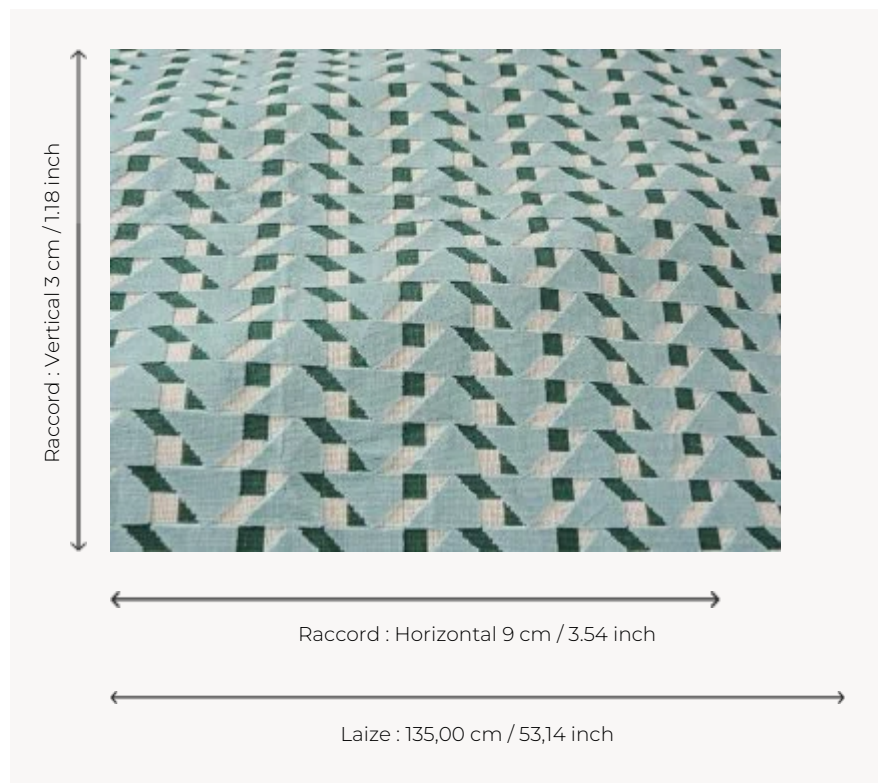 Raccord : Vertical 3 cm / 1.18 inch
Raccord : Horizontal 9 cm / 3.54 inch
Laize : 135,00 cm / 53,14 inch